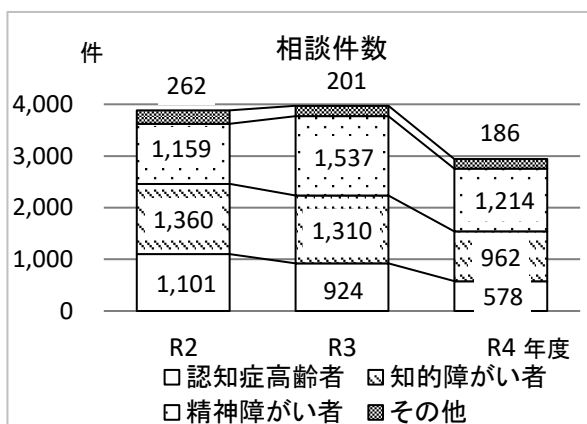 相談件数
件
262 201
4,000
186
3,000
1,159 1,537
1,214
2,000
1,360 1,310
962
1,000
1,101 924 578
0
R2 R3 R4 年度
認知症高齢者 知的障がい者
精神障がい者 その他